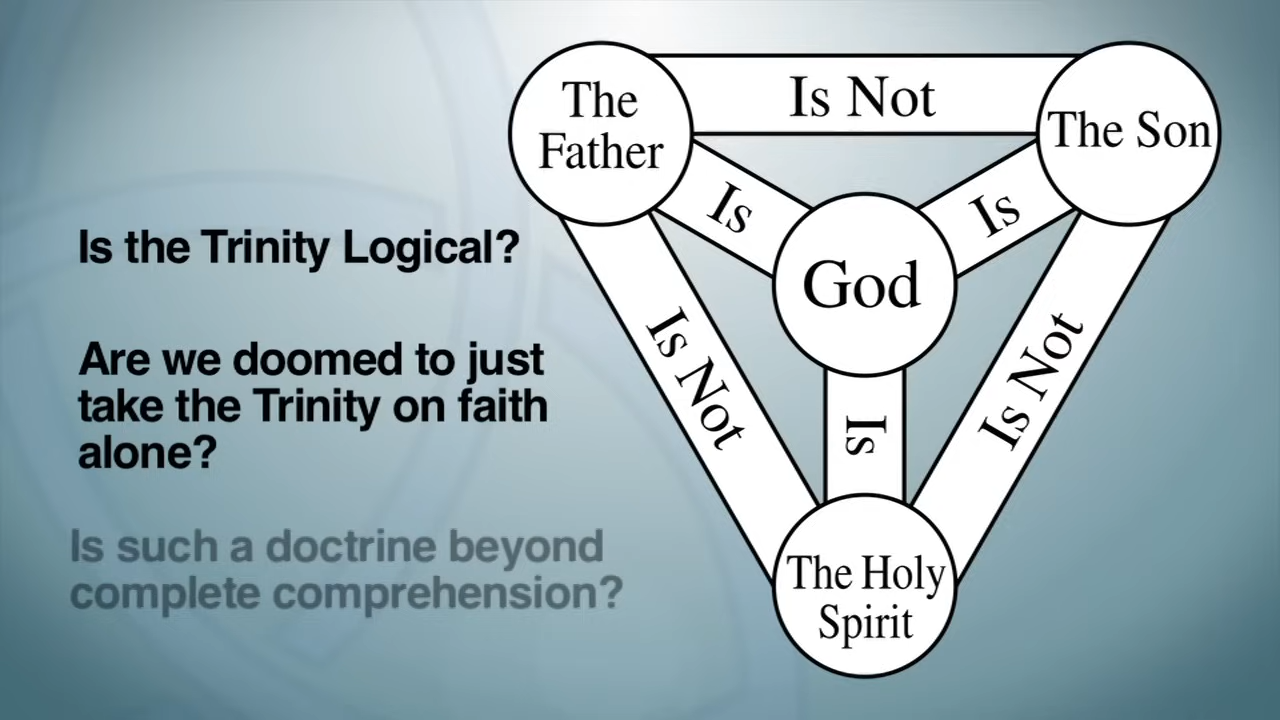 Is the Trinity Logical?
Are we doomed to just
take the Trinity on faith
alone?
Is such a doctrine beyond
complete comprehension?
The
Father
Is Not
The Son
Is
Is
God
Is Not
Is
Is Not
The Holy
Spirit